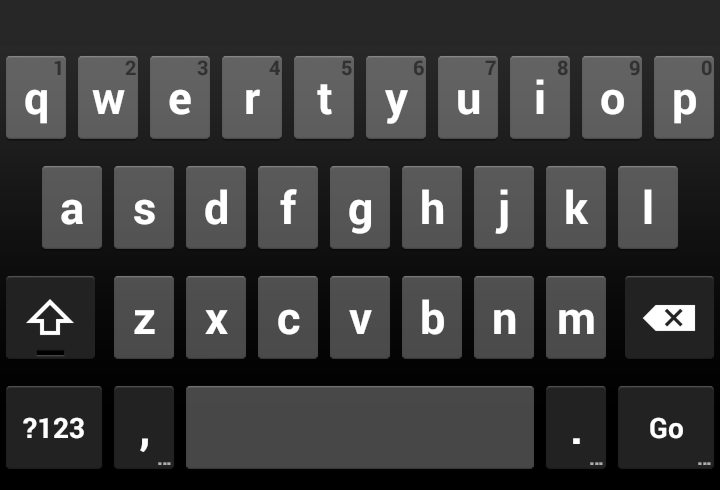 1 2 3 4 5 6 7 8 9 0
q w e r t y u i o p
a s d f g h j k l
z x c v b n m
?123 , . Go
... ... ...